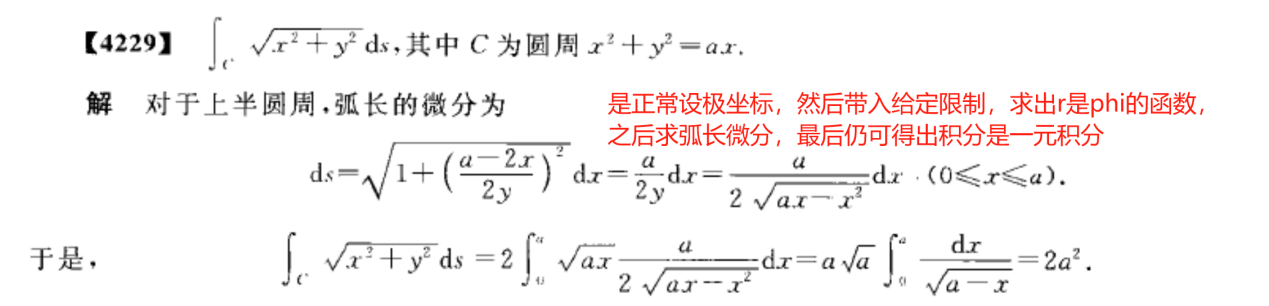 【4229】 ∫_C √(x² + y²) ds,其中 C 为圆周 x² + y² = ax.
解 对于上半圆周,弧长的微分为
是正常设极坐标，然后带入给定限制，求出r是phi的函数，
之后求弧长微分，最后仍可得出积分是一元积分
ds = √(1 + ((a − 2x)/(2y))²) dx = a/(2y) dx = a/(2√(ax − x²)) dx (0 ≤ x ≤ a).
于是, ∫_C √(x² + y²) ds = 2∫₀ᵃ √(ax) a/(2√(ax − x²)) dx = a√a ∫₀ᵃ dx/√(a − x) = 2a².